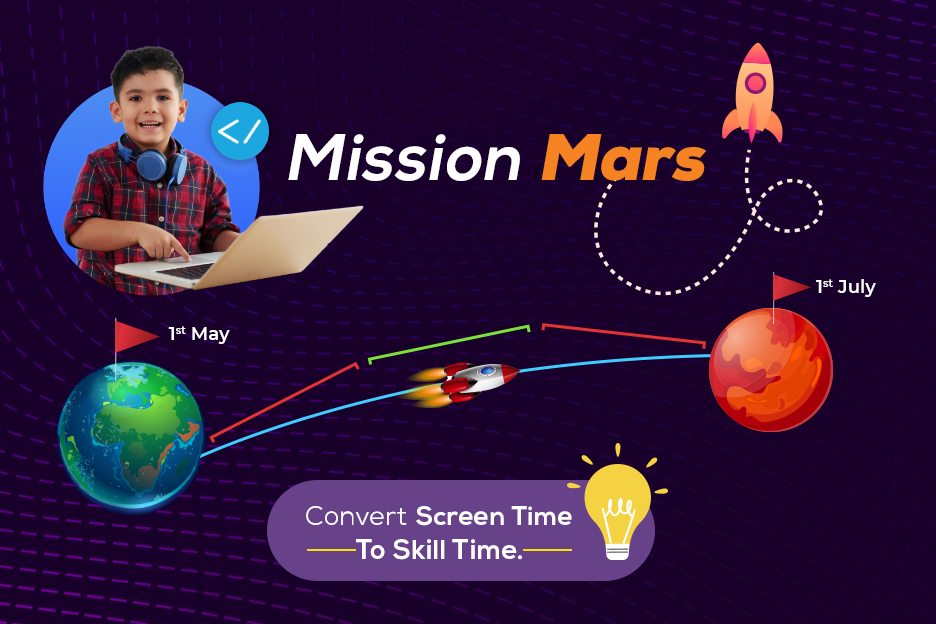 </>
Mission Mars
1st July
1st May
Convert Screen Time
To Skill Time.